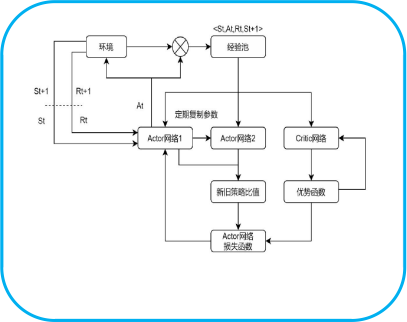 <St,At,Rt,St+1>
环境
经验池
St+1
Rt+1
At
St
Rt
定期复制参数
Actor网络1
Actor网络2
Critic网络
新旧策略比值
优势函数
Actor网络
损失函数